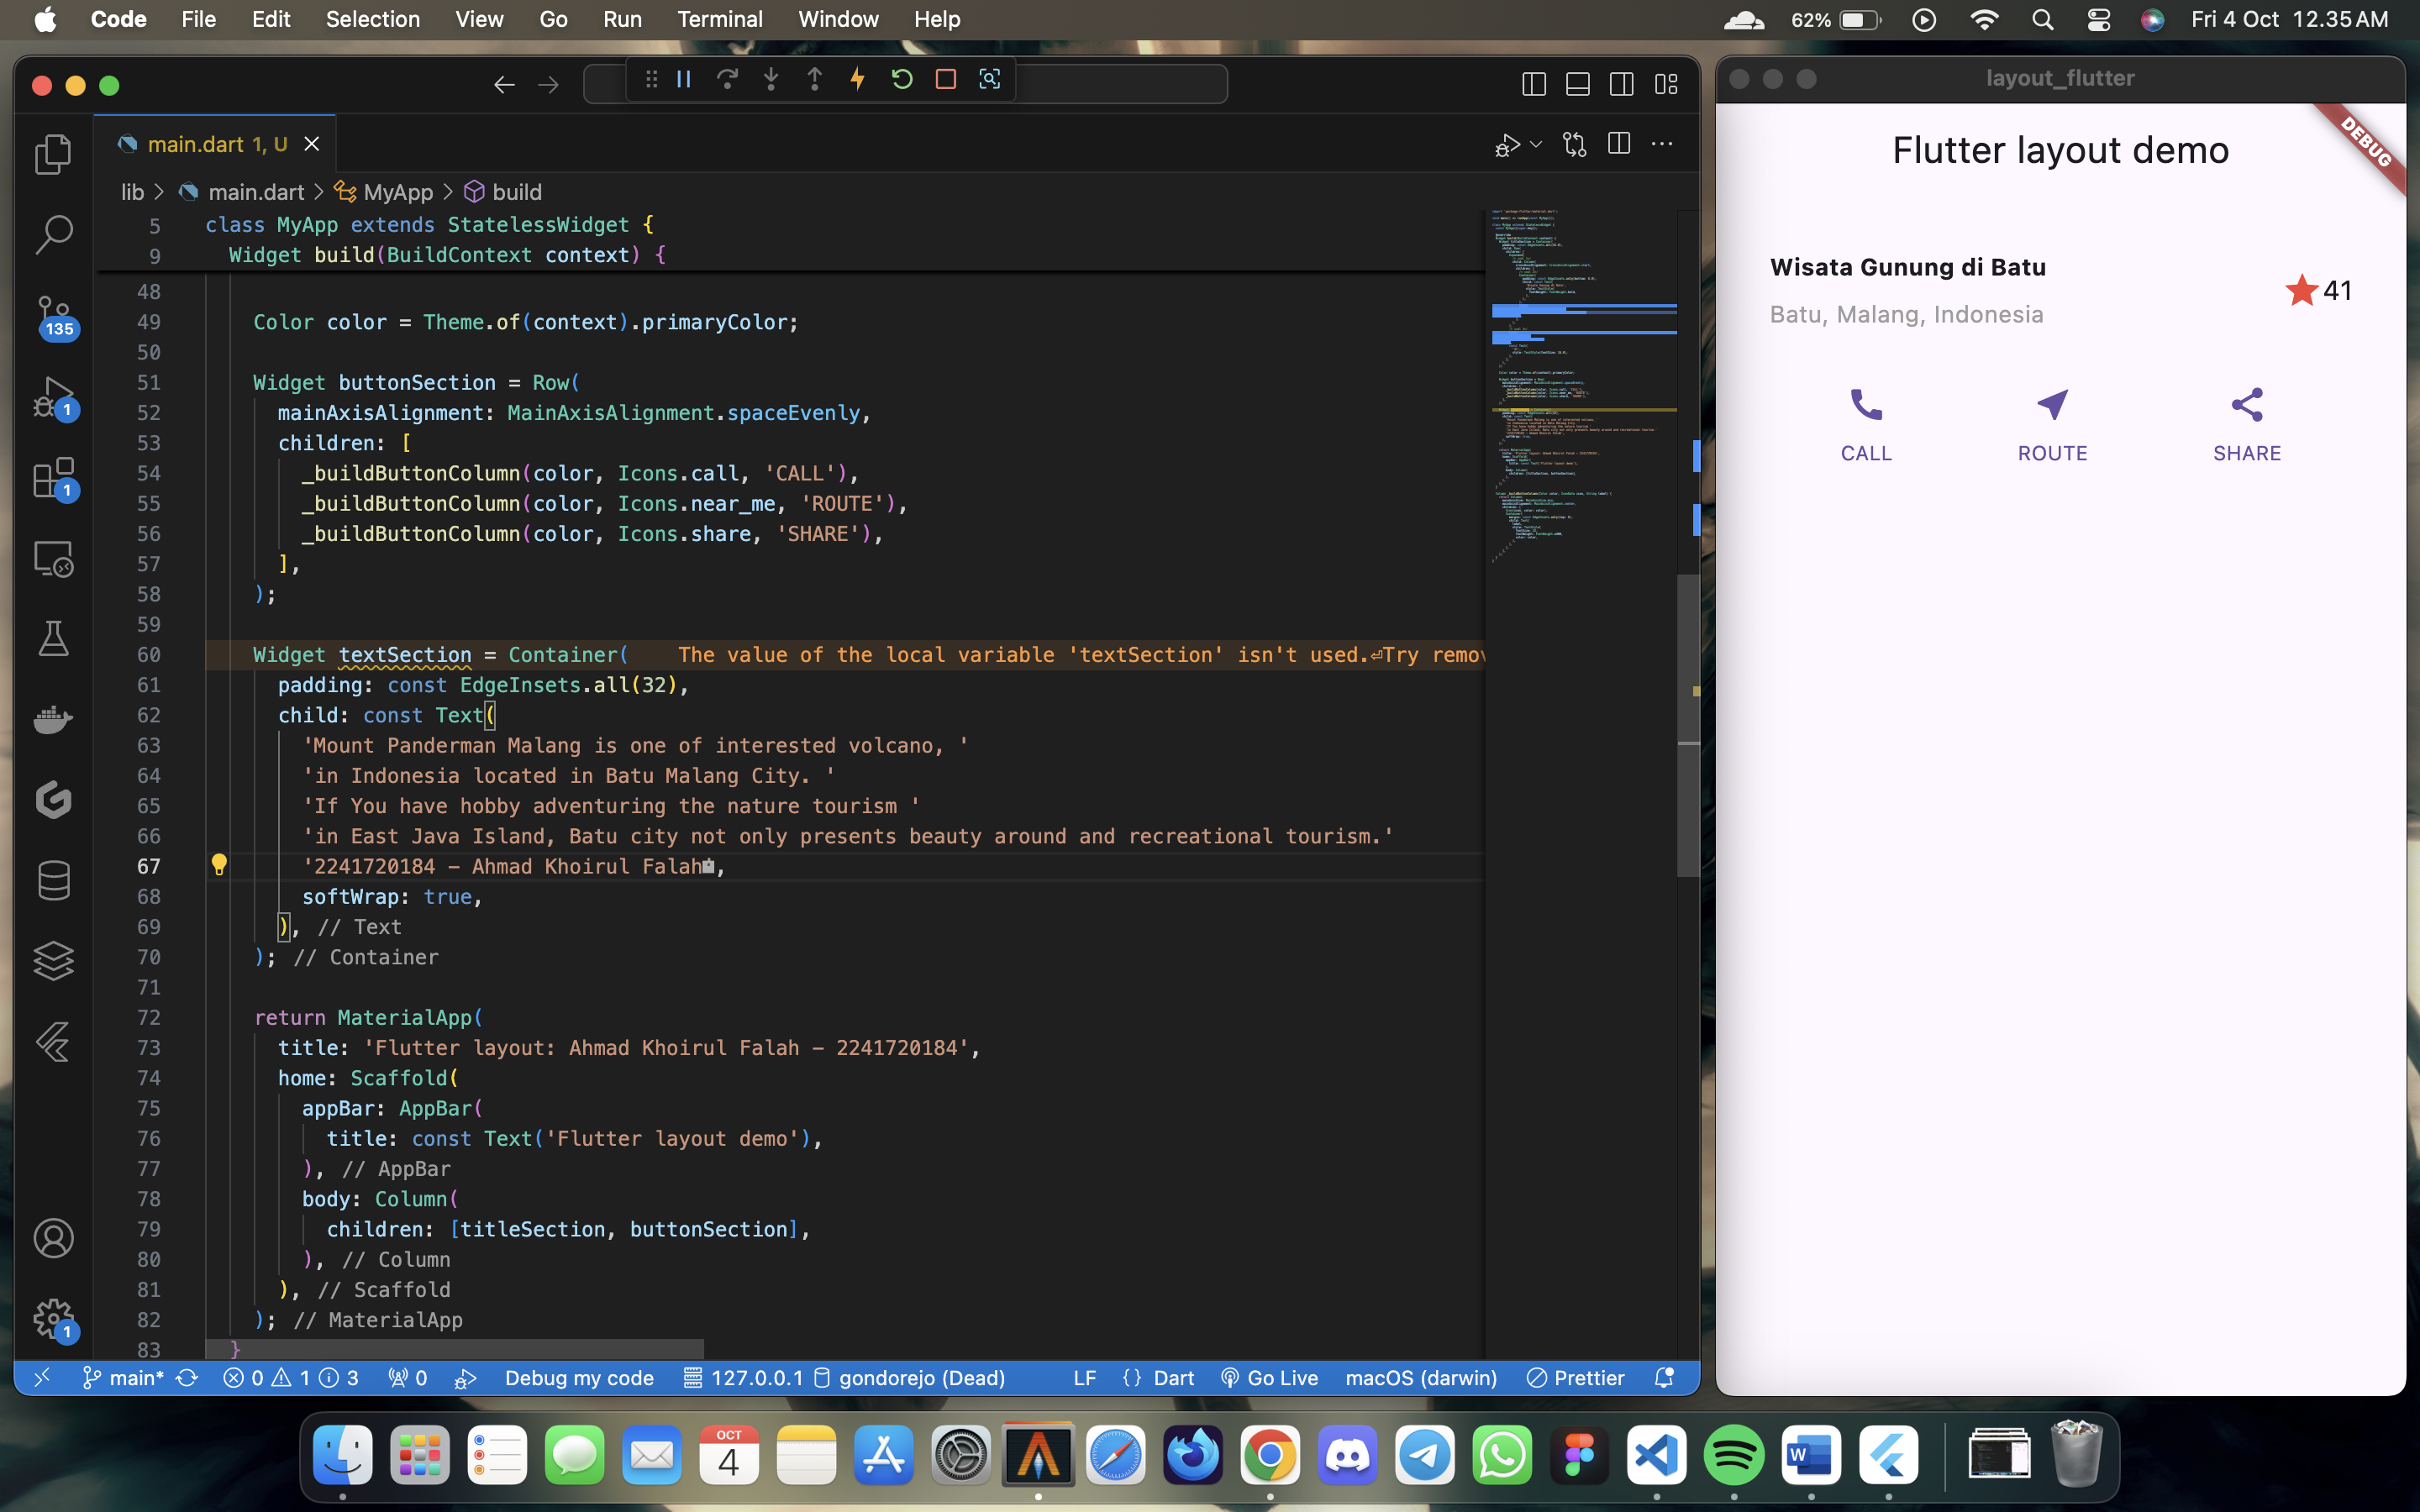 Code File Edit Selection View Go Run Terminal Window Help 62% Fri 4 Oct 12.35 AM
main.dart 1, U
lib > main.dart > MyApp > build
5 class MyApp extends StatelessWidget {
9 Widget build(BuildContext context) {
48
49 Color color = Theme.of(context).primaryColor;
50
51 Widget buttonSection = Row(
52 mainAxisAlignment: MainAxisAlignment.spaceEvenly,
53 children: [
54 _buildButtonColumn(color, Icons.call, 'CALL'),
55 _buildButtonColumn(color, Icons.near_me, 'ROUTE'),
56 _buildButtonColumn(color, Icons.share, 'SHARE'),
57 ],
58 );
59
60 Widget textSection = Container( The value of the local variable 'textSection' isn't used.⏎Try remov
61 padding: const EdgeInsets.all(32),
62 child: const Text(
63 'Mount Panderman Malang is one of interested volcano, '
64 'in Indonesia located in Batu Malang City. '
65 'If You have hobby adventuring the nature tourism '
66 'in East Java Island, Batu city not only presents beauty around and recreational tourism.'
67 '2241720184 – Ahmad Khoirul Falah',
68 softWrap: true,
69 ), // Text
70 ); // Container
71
72 return MaterialApp(
73 title: 'Flutter layout: Ahmad Khoirul Falah – 2241720184',
74 home: Scaffold(
75 appBar: AppBar(
76 title: const Text('Flutter layout demo'),
77 ), // AppBar
78 body: Column(
79 children: [titleSection, buttonSection],
80 ), // Column
81 ), // Scaffold
82 ); // MaterialApp
83 }
135
1
1
1
main* 0 1 3 0 Debug my code 127.0.0.1 gondorejo (Dead) LF {} Dart Go Live macOS (darwin) Prettier
layout_flutter
DEBUG
Flutter layout demo
Wisata Gunung di Batu
Batu, Malang, Indonesia
41
CALL ROUTE SHARE
OCT
4
W